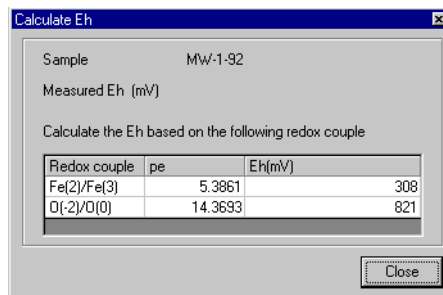 Calculate Eh
Sample MW-1-92
Measured Eh (mV)
Calculate the Eh based on the following redox couple
Redox couple pe Eh(mV)
Fe(2)/Fe(3) 5.3861 308
O(-2)/O(0) 14.3693 821
Close